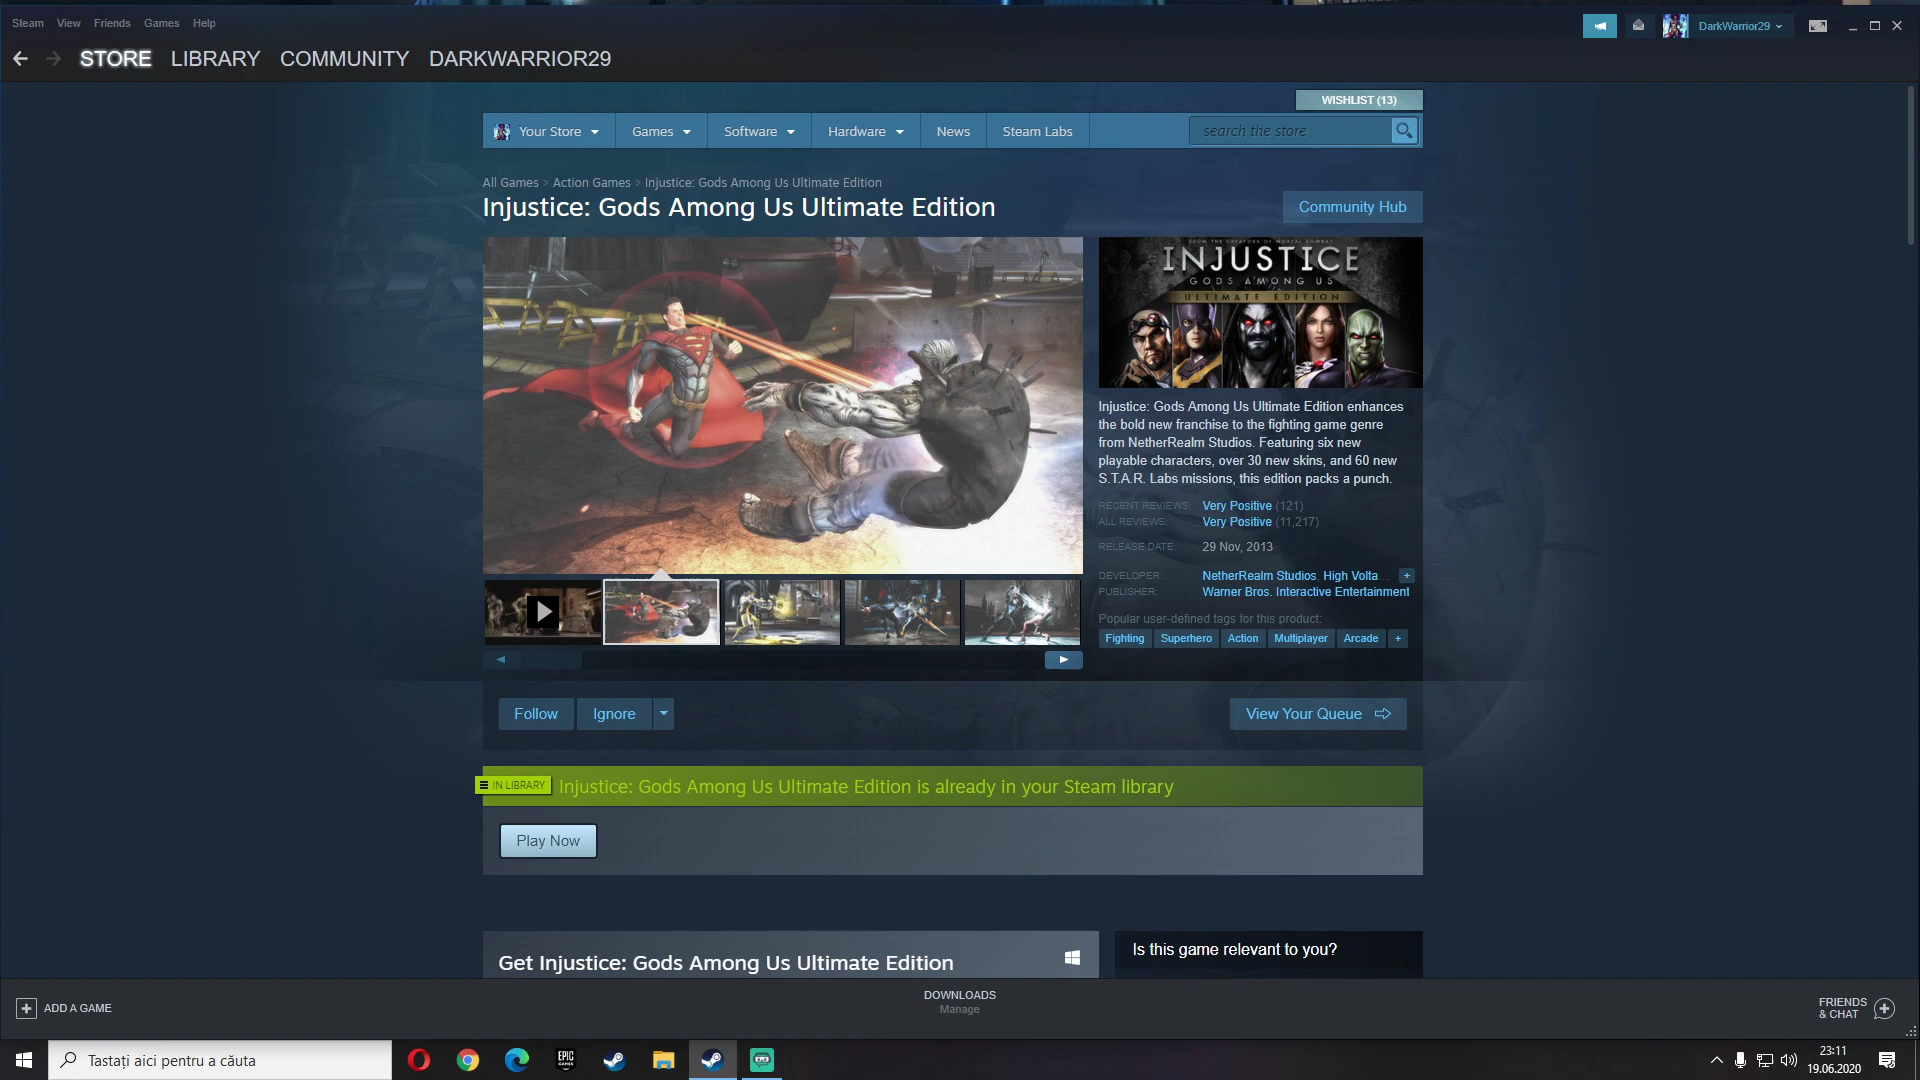 Steam View Friends Games Help
DarkWarrior29
STORE LIBRARY COMMUNITY DARKWARRIOR29
WISHLIST (13)
Your Store Games Software Hardware News Steam Labs search the store
All Games > Action Games > Injustice: Gods Among Us Ultimate Edition
Injustice: Gods Among Us Ultimate Edition
Community Hub
FROM THE CREATORS OF MORTAL KOMBAT
INJUSTICE
GODS AMONG US
ULTIMATE EDITION
Injustice: Gods Among Us Ultimate Edition enhances
the bold new franchise to the fighting game genre
from NetherRealm Studios. Featuring six new
playable characters, over 30 new skins, and 60 new
S.T.A.R. Labs missions, this edition packs a punch.
RECENT REVIEWS: Very Positive (121)
ALL REVIEWS: Very Positive (11,217)
RELEASE DATE: 29 Nov, 2013
DEVELOPER: NetherRealm Studios, High Volta... +
PUBLISHER: Warner Bros. Interactive Entertainment
Popular user-defined tags for this product:
Fighting Superhero Action Multiplayer Arcade +
Follow Ignore
View Your Queue
IN LIBRARY Injustice: Gods Among Us Ultimate Edition is already in your Steam library
Play Now
Get Injustice: Gods Among Us Ultimate Edition
Is this game relevant to you?
ADD A GAME
DOWNLOADS
Manage
FRIENDS
& CHAT
Tastați aici pentru a căuta
EPIC
GAMES
23:11
19.06.2020